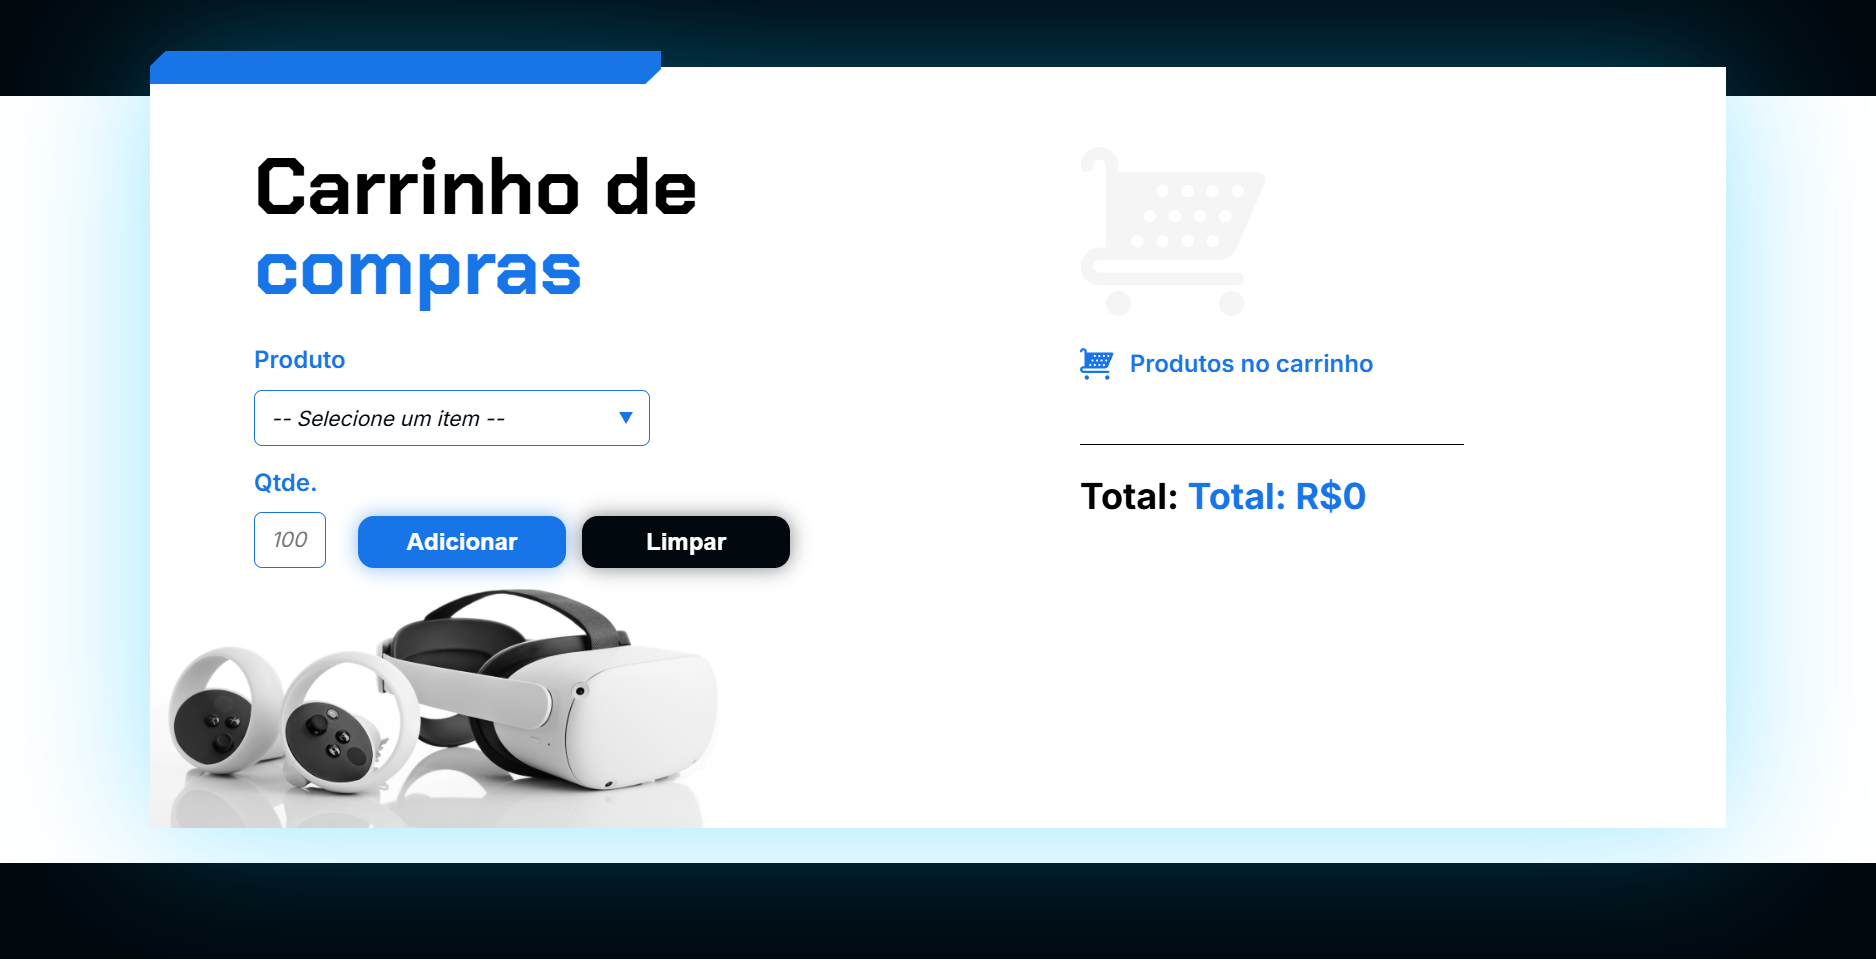 Carrinho de
compras
Produto
-- Selecione um item --
Qtde.
100
Adicionar
Limpar
Produtos no carrinho
Total: Total: R$0